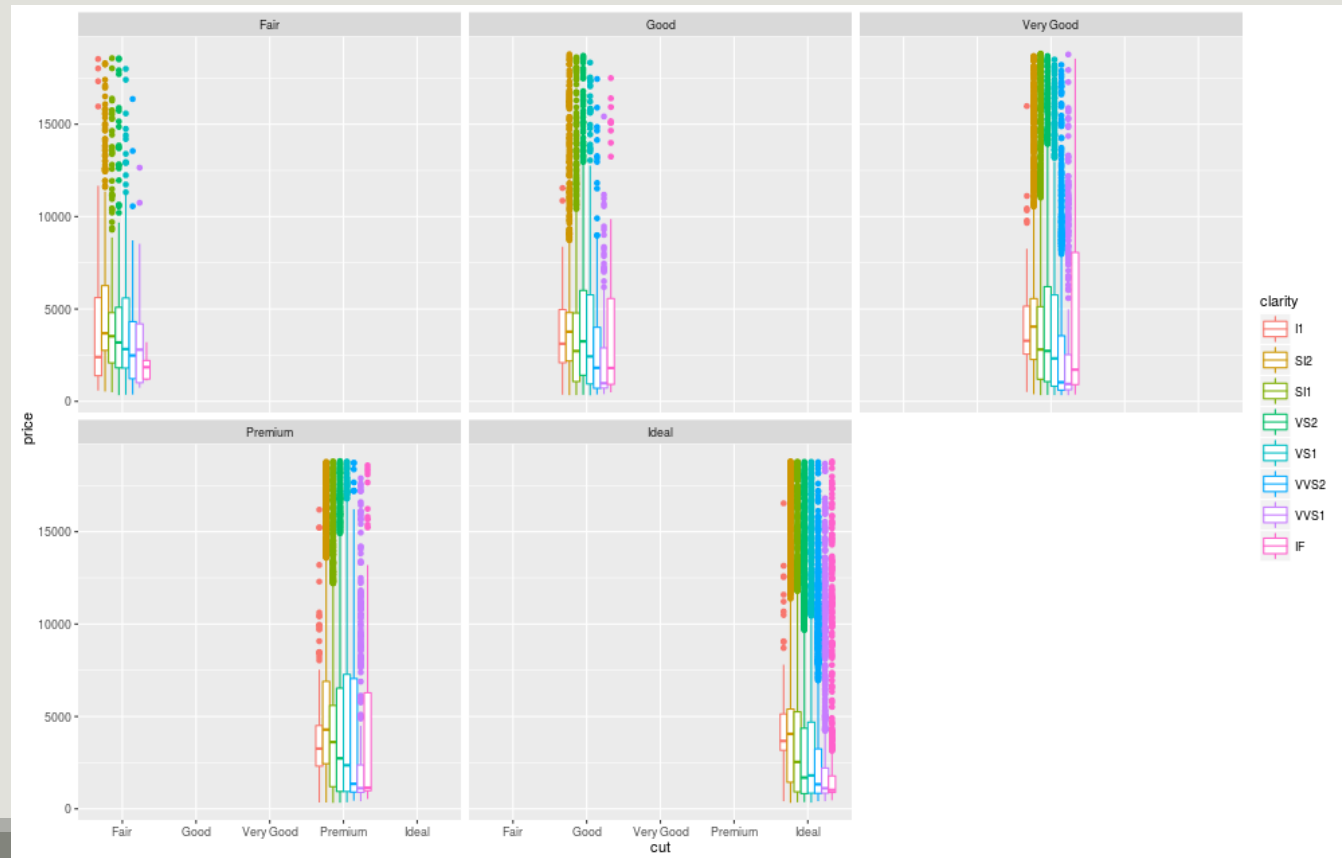 Fair Good Very Good
15000
10000
5000
0
price
Premium Ideal
15000
10000
5000
0
Fair Good Very Good Premium Ideal Fair Good Very Good Premium Ideal
cut
clarity
I1
SI2
SI1
VS2
VS1
VVS2
VVS1
IF